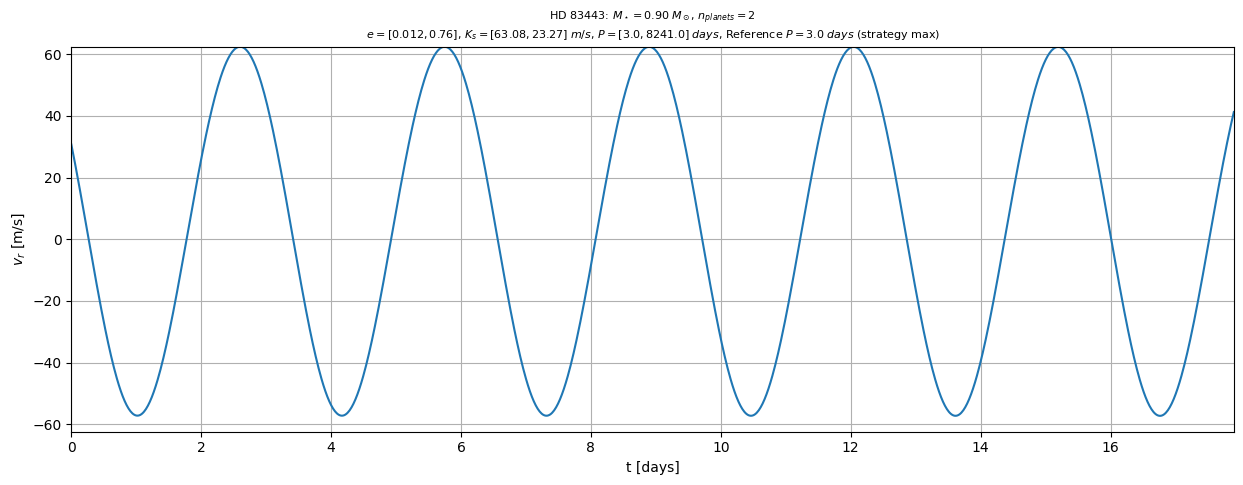 HD 83443: $M_\star = 0.90\ M_\odot$, $n_{planets} = 2$
$e = [0.012, 0.76]$, $K_s = [63.08, 23.27]\ m/s$, $P = [3.0, 8241.0]\ days$, Reference $P = 3.0\ days$ (strategy max)
60
40
20
0
−20
−40
−60
$v_r$ [m/s]
0 2 4 6 8 10 12 14 16
t [days]